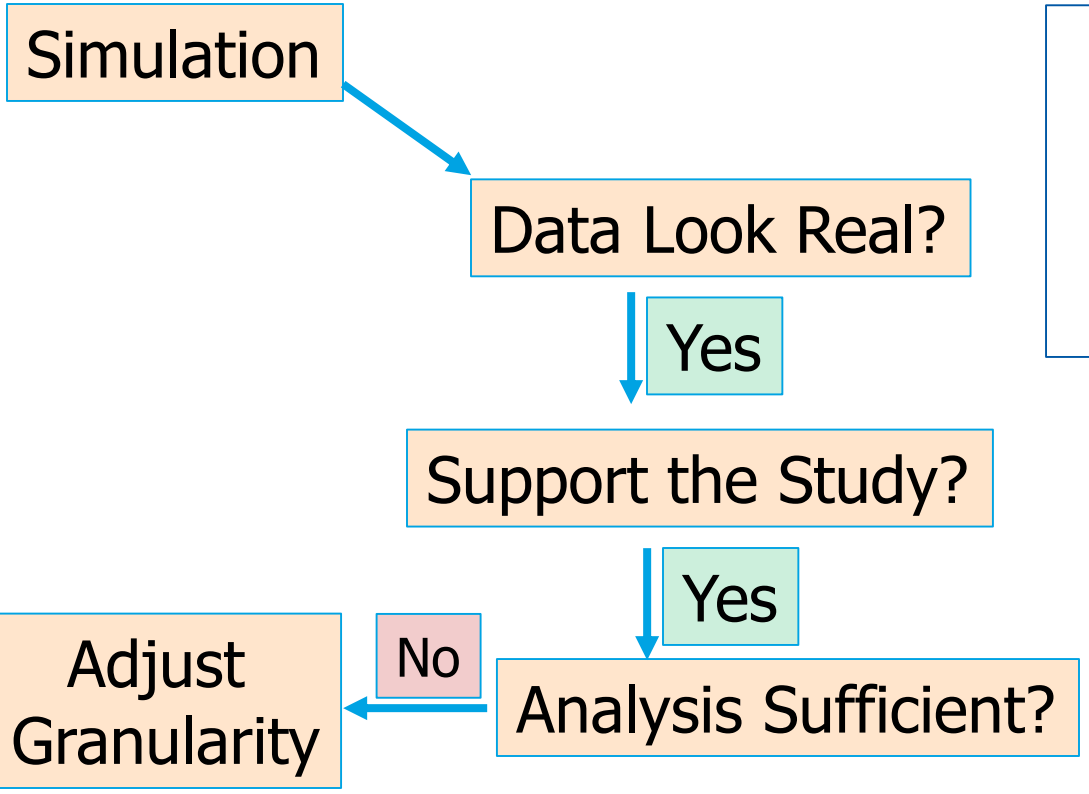 Simulation
Data Look Real?
Yes
Support the Study?
Yes
No
Analysis Sufficient?
Adjust
Granularity